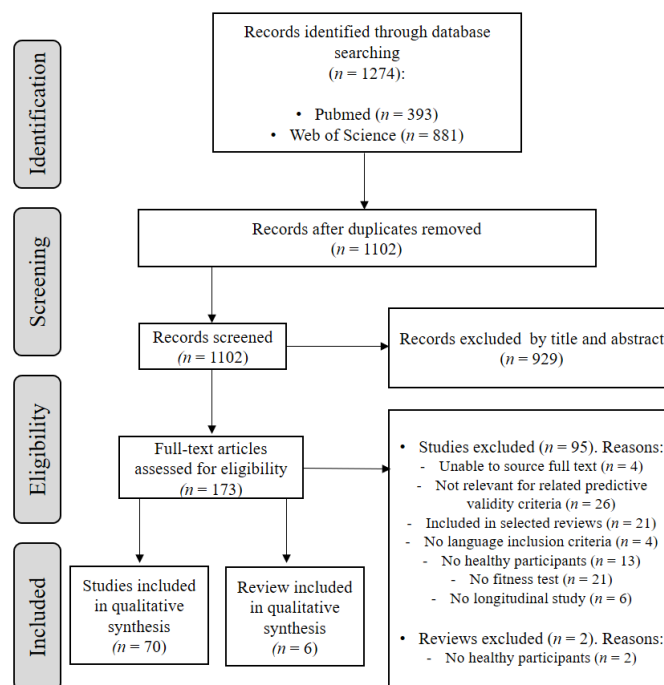 Identification
Records identified through database
searching
(n = 1274):
• Pubmed (n = 393)
• Web of Science (n = 881)
Screening
Records after duplicates removed
(n = 1102)
Records screened
(n = 1102)
Records excluded by title and abstract
(n = 929)
Eligibility
Full-text articles
assessed for eligibility
(n = 173)
• Studies excluded (n = 95). Reasons:
- Unable to source full text (n = 4)
- Not relevant for related predictive
validity criteria (n = 26)
- Included in selected reviews (n = 21)
- No language inclusion criteria (n = 4)
- No healthy participants (n = 13)
- No fitness test (n = 21)
- No longitudinal study (n = 6)
• Reviews excluded (n = 2). Reasons:
- No healthy participants (n = 2)
Included
Studies included
in qualitative
synthesis
(n = 70)
Review included
in qualitative
synthesis
(n = 6)